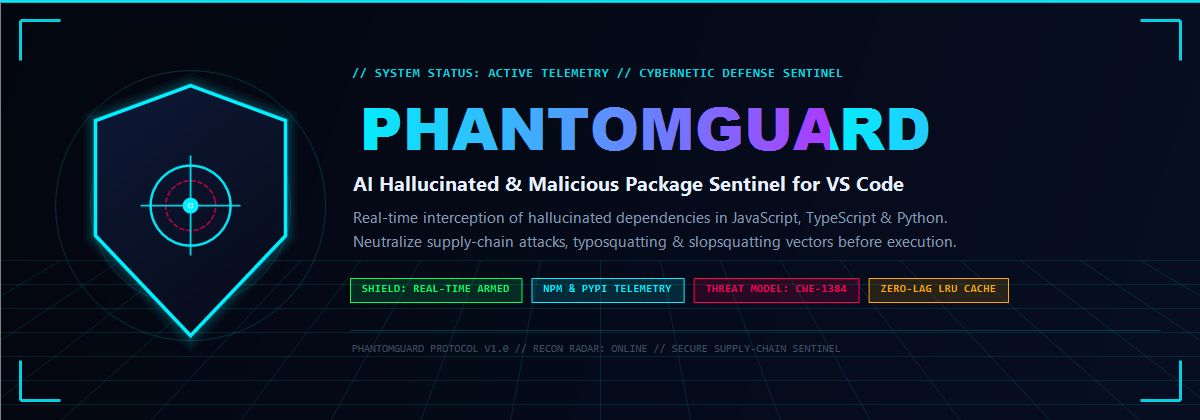 // SYSTEM STATUS: ACTIVE TELEMETRY // CYBERNETIC DEFENSE SENTINEL
PHANTOMGUARD
AI Hallucinated & Malicious Package Sentinel for VS Code
Real-time interception of hallucinated dependencies in JavaScript, TypeScript & Python.
Neutralize supply-chain attacks, typosquatting & slopsquatting vectors before execution.
SHIELD: REAL-TIME ARMED NPM & PYPI TELEMETRY THREAT MODEL: CWE-1384 ZERO-LAG LRU CACHE
PHANTOMGUARD PROTOCOL V1.0 // RECON RADAR: ONLINE // SECURE SUPPLY-CHAIN SENTINEL